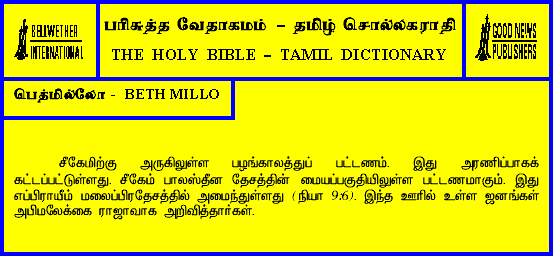 BELLWETHER
INTERNATIONAL
பரிசுத்த வேதாகமம் – தமிழ் சொல்லகராதி
THE HOLY BIBLE – TAMIL DICTIONARY
GOOD NEWS
PUBLISHERS
பெத்மில்லோ - BETH MILLO
சீகேமிற்கு அருகிலுள்ள பழங்காலத்துப் பட்டணம். இது அரணிப்பாகக்
கட்டப்பட்டுள்ளது. சீகேம் பாலஸ்தீன தேசத்தின் மையப்பகுதியிலுள்ள பட்டணமாகும். இது
எப்பிராயீம் மலைப்பிரதேசத்தில் அமைந்துள்ளது (நியா 9:6). இந்த ஊரில் உள்ள ஜனங்கள்
அபிமலேக்கை ராஜாவாக அறிவித்தார்கள்.